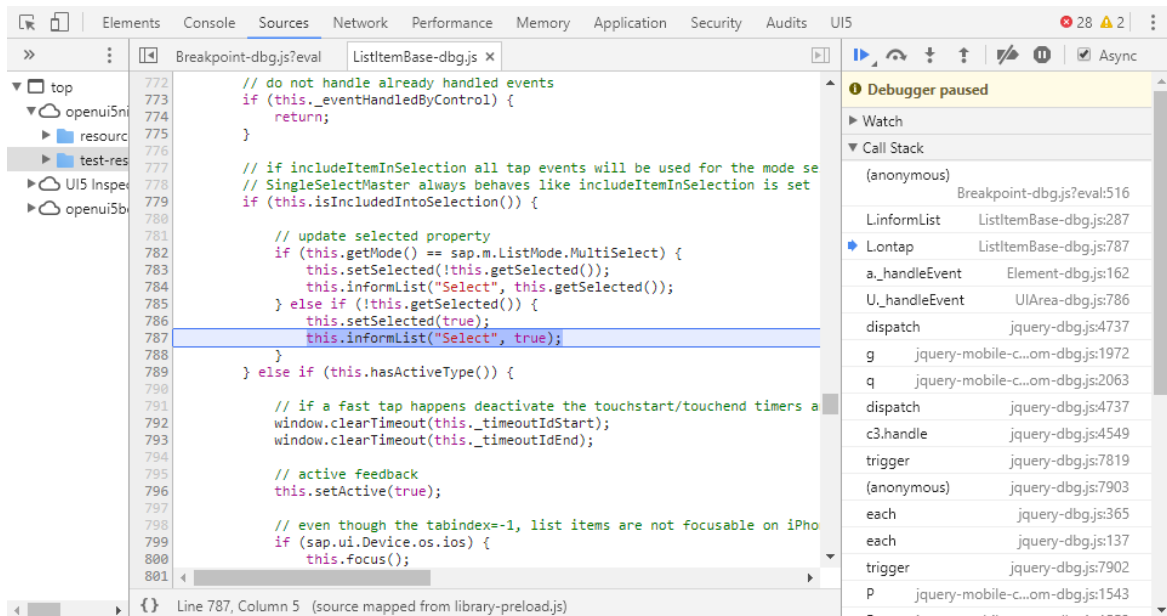 Elements Console Sources Network Performance Memory Application Security Audits UI5 28 2
Breakpoint-dbg.js?eval ListItemBase-dbg.js × Async
top
openui5ni
resourc
test-res
UI5 Inspe
openui5b
772 // do not handle already handled events
773 if (this._eventHandledByControl) {
774 return;
775 }
776
777 // if includeItemInSelection all tap events will be used for the mode se
778 // SingleSelectMaster always behaves like includeItemInSelection is set
779 if (this.isIncludedIntoSelection()) {
780
781 // update selected property
782 if (this.getMode() == sap.m.ListMode.MultiSelect) {
783 this.setSelected(!this.getSelected());
784 this.informList("Select", this.getSelected());
785 } else if (!this.getSelected()) {
786 this.setSelected(true);
787 this.informList("Select", true);
788 }
789 } else if (this.hasActiveType()) {
790
791 // if a fast tap happens deactivate the touchstart/touchend timers a
792 window.clearTimeout(this._timeoutIdStart);
793 window.clearTimeout(this._timeoutIdEnd);
794
795 // active feedback
796 this.setActive(true);
797
798 // even though the tabindex=-1, list items are not focusable on iPho
799 if (sap.ui.Device.os.ios) {
800 this.focus();
801
{} Line 787, Column 5 (source mapped from library-preload.js)
Debugger paused
Watch
Call Stack
(anonymous)
Breakpoint-dbg.js?eval:516
L.informList ListItemBase-dbg.js:287
L.ontap ListItemBase-dbg.js:787
a._handleEvent Element-dbg.js:162
U._handleEvent UIArea-dbg.js:786
dispatch jquery-dbg.js:4737
g jquery-mobile-c...om-dbg.js:1972
q jquery-mobile-c...om-dbg.js:2063
dispatch jquery-dbg.js:4737
c3.handle jquery-dbg.js:4549
trigger jquery-dbg.js:7819
(anonymous) jquery-dbg.js:7903
each jquery-dbg.js:365
each jquery-dbg.js:137
trigger jquery-dbg.js:7902
P jquery-mobile-c...om-dbg.js:1543